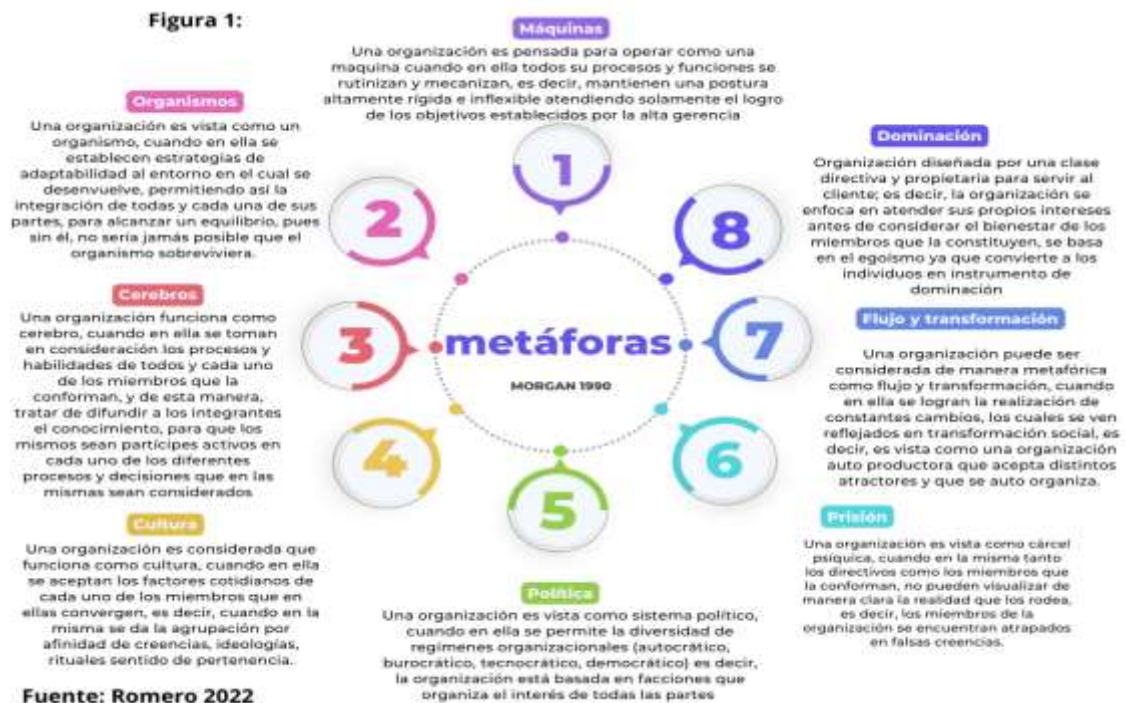 Figura 1:
Máquinas
Una organización es pensada para operar como una
maquina cuando en ella todos su procesos y funciones se
rutinizan y mecanizan, es decir, mantienen una postura
altamente rígida e inflexible atendiendo solamente el logro
de los objetivos establecidos por la alta gerencia
1
Organismos
Una organización es vista como un
organismo, cuando en ella se
establecen estrategias de
adaptabilidad al entorno en el cual se
desenvuelve, permitiendo así la
integración de todas y cada una de sus
partes, para alcanzar un equilibrio, pues
sin él, no sería jamás posible que el
organismo sobreviviera.
2
Cerebros
Una organización funciona como
cerebro, cuando en ella se toman
en consideración los procesos y
habilidades de todos y cada uno
de los miembros que la
conforman, y de esta manera,
tratar de difundir a los integrantes
el conocimiento, para que los
mismos sean partícipes activos en
cada uno de los diferentes
procesos y decisiones que en las
mismas sean considerados
3
Cultura
Una organización es considerada que
funciona como cultura, cuando en ella
se aceptan los factores cotidianos de
cada uno de los miembros que en
ellas convergen, es decir, cuando en la
misma se da la agrupación por
afinidad de creencias, ideologías,
rituales sentido de pertenencia.
4
metáforas
MORGAN 1990
5
Política
Una organización es vista como sistema político,
cuando en ella se permite la diversidad de
regímenes organizacionales (autocrático,
burocrático, tecnocrático, democrático) es decir,
la organización está basada en facciones que
organiza el interés de todas las partes
6
Prisión
Una organización es vista como cárcel
psíquica, cuando en la misma tanto
los directivos como los miembros que
la conforman, no pueden visualizar de
manera clara la realidad que los rodea,
es decir, los miembros de la
organización se encuentran atrapados
en falsas creencias.
7
Flujo y transformación
Una organización puede ser
considerada de manera metafórica
como flujo y transformación, cuando
en ella se logran la realización de
constantes cambios, los cuales se ven
reflejados en transformación social, es
decir, es vista como una organización
auto productora que acepta distintos
atractores y que se auto organiza.
8
Dominación
Organización diseñada por una clase
directiva y propietaria para servir al
cliente; es decir, la organización se
enfoca en atender sus propios intereses
antes de considerar el bienestar de los
miembros que la constituyen, se basa
en el egoísmo ya que convierte a los
individuos en instrumento de
dominación
Fuente: Romero 2022